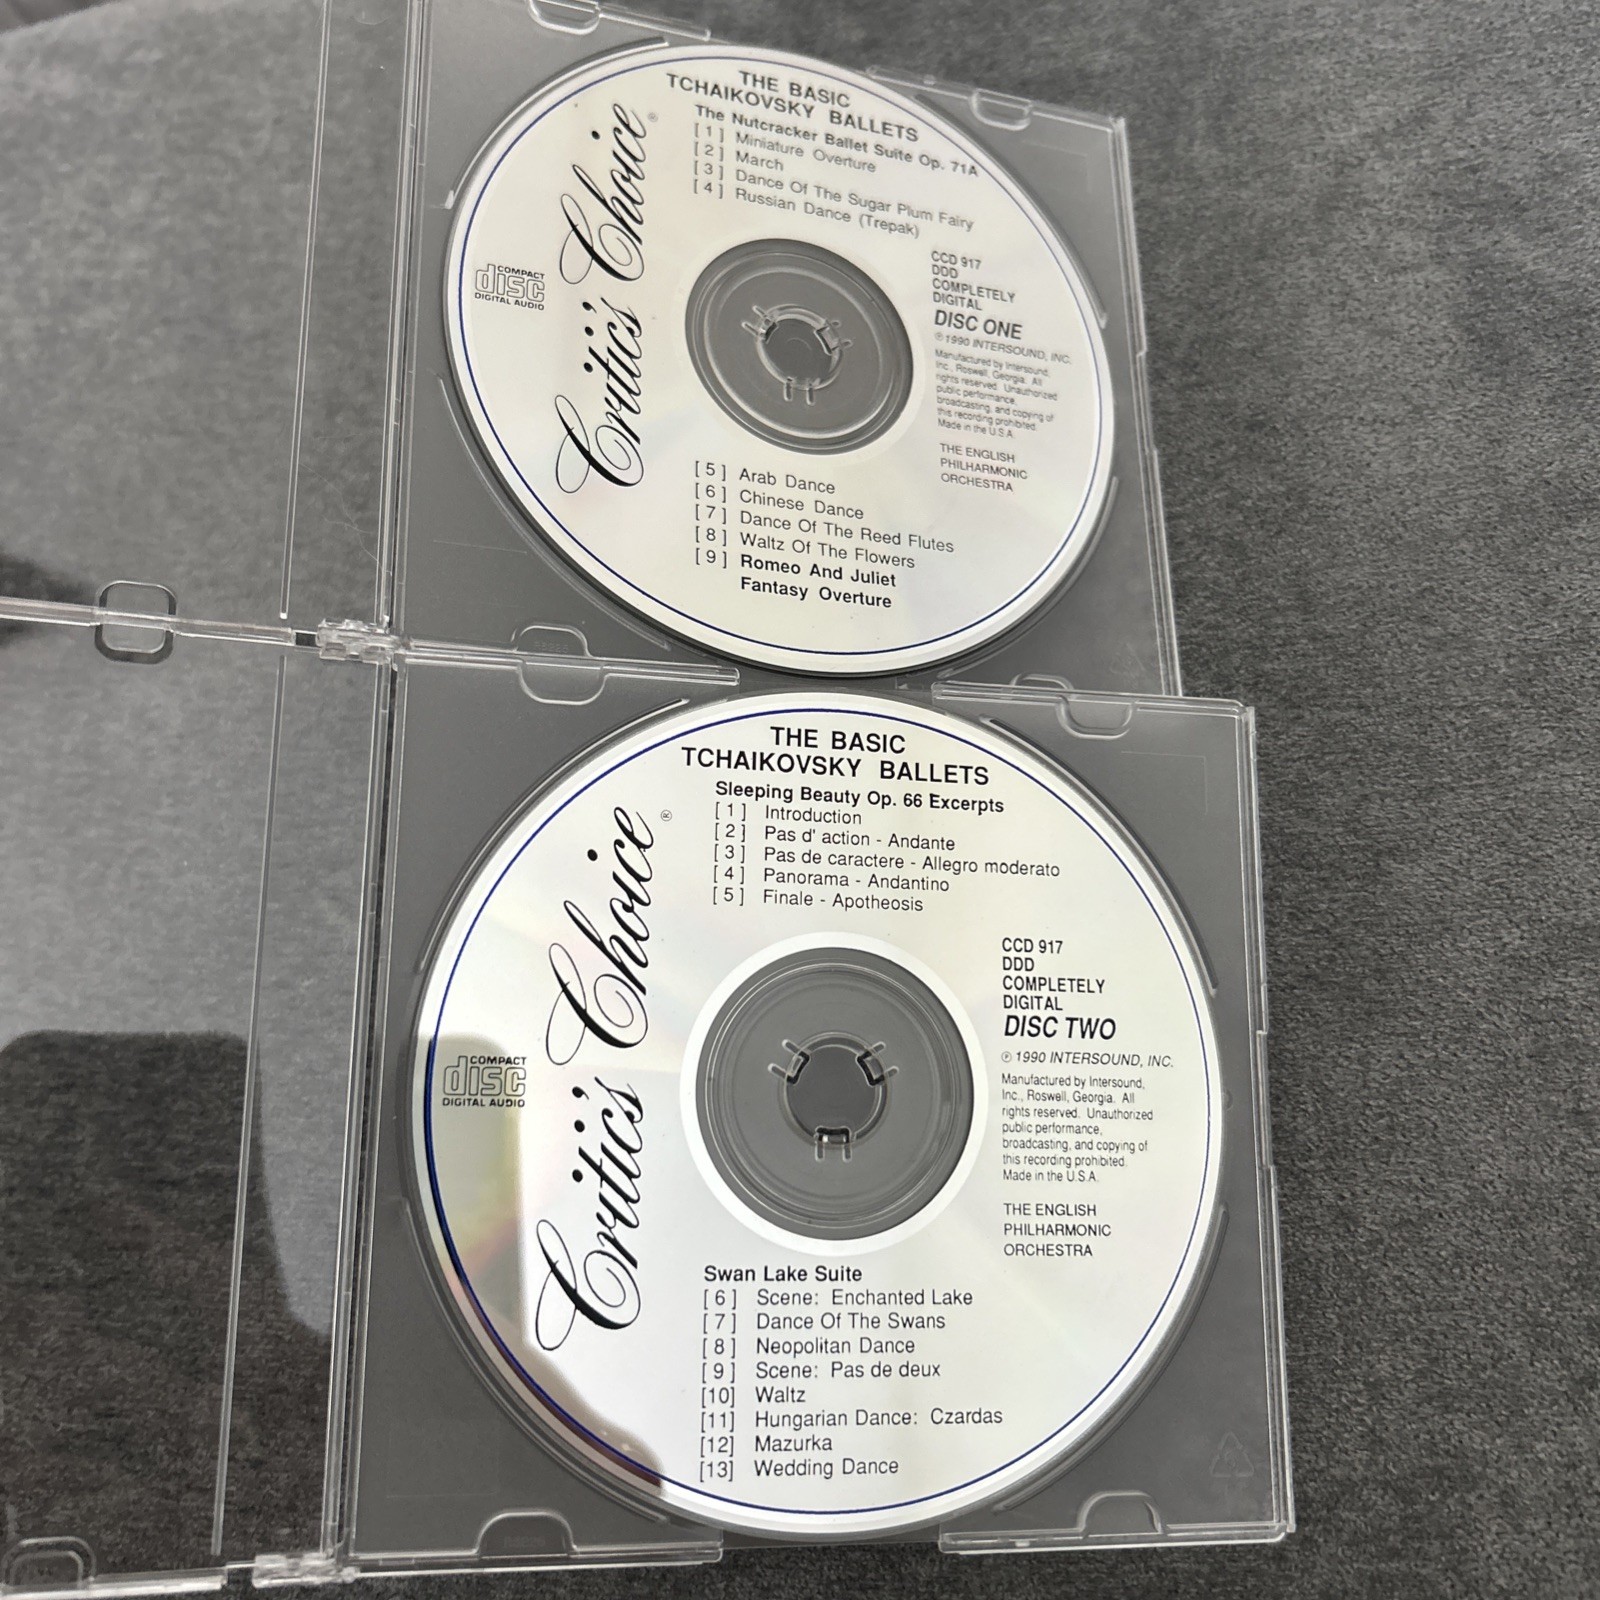 THE BASIC
TCHAIKOVSKY BALLETS
The Nutcracker Ballet Suite Op. 71A
[ 1 ] Miniature Overture
[ 2 ] March
[ 3 ] Dance Of The Sugar Plum Fairy
[ 4 ] Russian Dance (Trepak)
Critic's Choice ®
COMPACT
disc
DIGITAL AUDIO
CCD 917
DDD
COMPLETELY
DIGITAL
DISC ONE
℗ 1990 INTERSOUND, INC.
Manufactured by Intersound,
Inc., Roswell, Georgia. All
rights reserved. Unauthorized
public performance,
broadcasting, and copying of
this recording prohibited.
Made in the U.S.A.
THE ENGLISH
PHILHARMONIC
ORCHESTRA
[ 5 ] Arab Dance
[ 6 ] Chinese Dance
[ 7 ] Dance Of The Reed Flutes
[ 8 ] Waltz Of The Flowers
[ 9 ] Romeo And Juliet
Fantasy Overture
THE BASIC
TCHAIKOVSKY BALLETS
Sleeping Beauty Op. 66 Excerpts
[ 1 ] Introduction
[ 2 ] Pas d' action - Andante
[ 3 ] Pas de caractere - Allegro moderato
[ 4 ] Panorama - Andantino
[ 5 ] Finale - Apotheosis
Critic's Choice ®
COMPACT
disc
DIGITAL AUDIO
CCD 917
DDD
COMPLETELY
DIGITAL
DISC TWO
℗ 1990 INTERSOUND, INC.
Manufactured by Intersound,
Inc., Roswell, Georgia. All
rights reserved. Unauthorized
public performance,
broadcasting, and copying of
this recording prohibited.
Made in the U.S.A.
THE ENGLISH
PHILHARMONIC
ORCHESTRA
Swan Lake Suite
[ 6 ] Scene: Enchanted Lake
[ 7 ] Dance Of The Swans
[ 8 ] Neopolitan Dance
[ 9 ] Scene: Pas de deux
[10] Waltz
[11] Hungarian Dance: Czardas
[12] Mazurka
[13] Wedding Dance